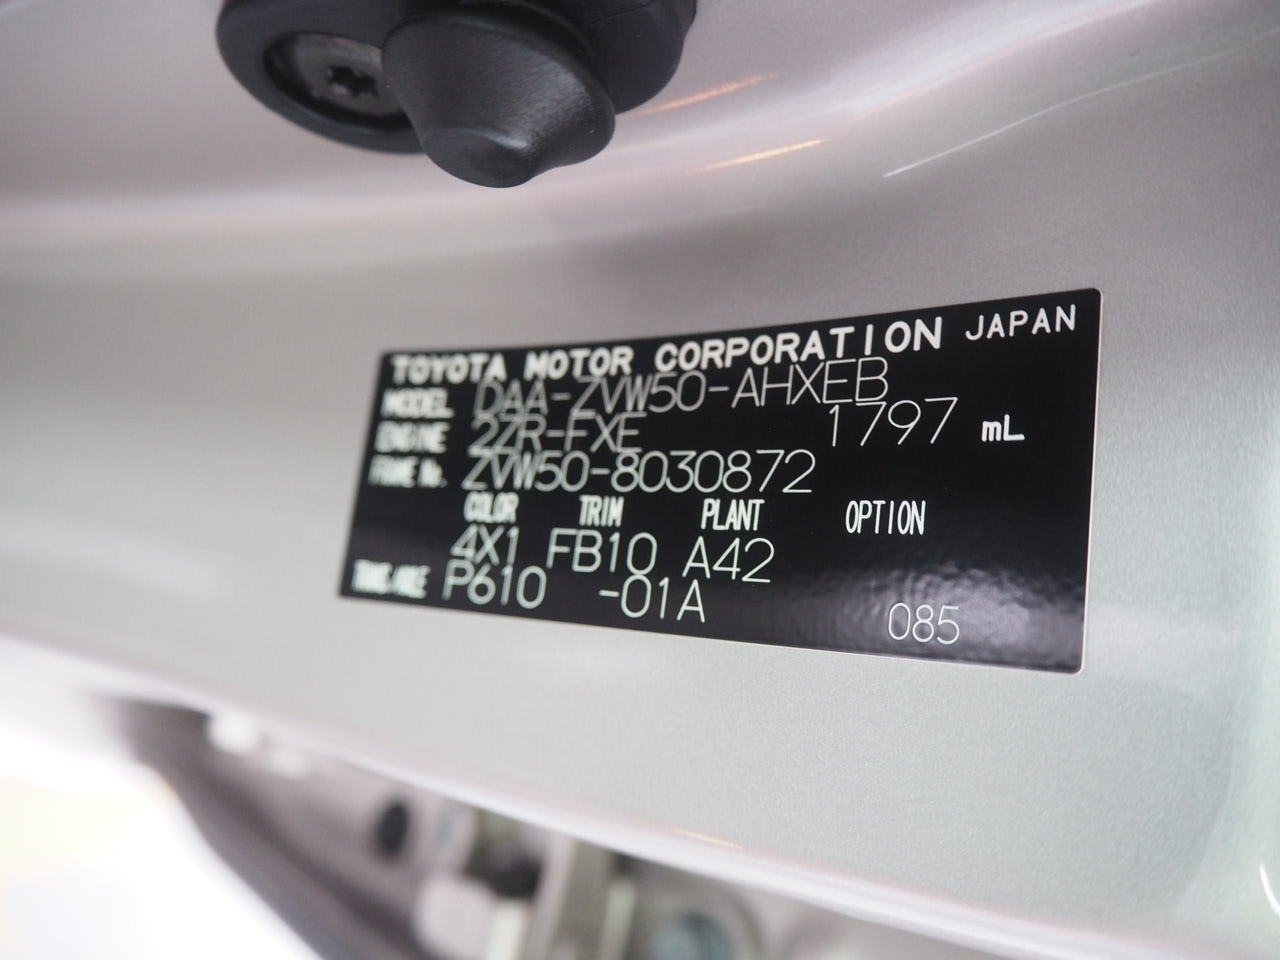 TOYOTA MOTOR CORPORATION JAPAN
MODEL DAA-ZVW50-AHXEB
ENGINE 2ZR-FXE 1797 mL
FRAME No. ZVW50-8030872
COLOR TRIM PLANT OPTION
4X1 FB10 A42
TRANS/AXLE P610 -01A
085